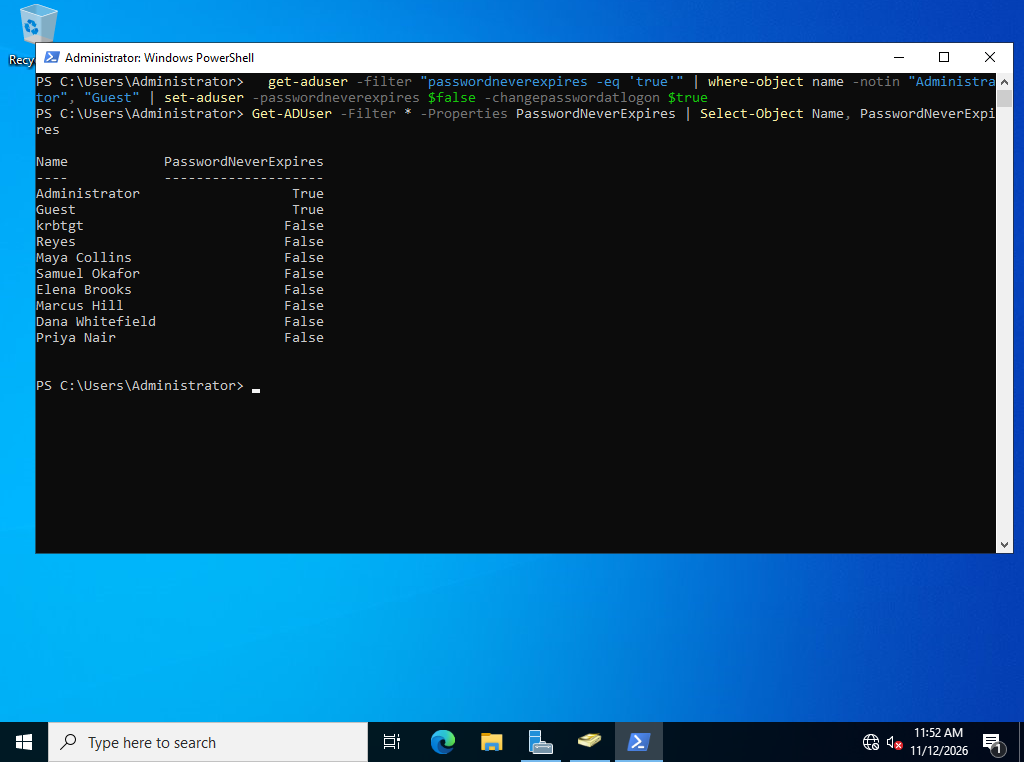 Administrator: Windows PowerShell
PS C:\Users\Administrator>   get-aduser -filter "passwordneverexpires -eq 'true'" | where-object name -notin "Administra
tor", "Guest" | set-aduser -passwordneverexpires $false -changepasswordatlogon $true
PS C:\Users\Administrator> Get-ADUser -Filter * -Properties PasswordNeverExpires | Select-Object Name, PasswordNeverExpi
res
Name            PasswordNeverExpires
----            --------------------
Administrator                   True
Guest                           True
krbtgt                         False
Reyes                          False
Maya Collins                   False
Samuel Okafor                  False
Elena Brooks                   False
Marcus Hill                    False
Dana Whitefield                False
Priya Nair                     False
PS C:\Users\Administrator>
Type here to search
11:52 AM
11/12/2026
1